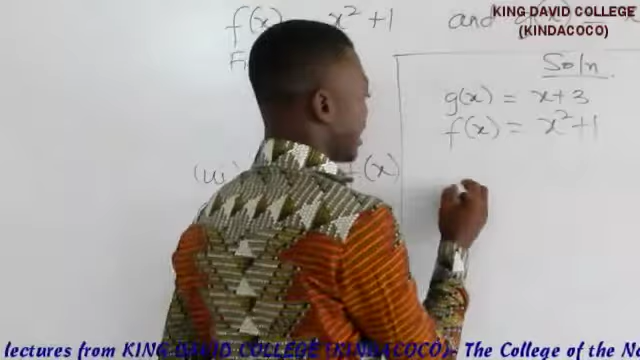 KING DAVID COLLEGE
(KINDACOCO)
f(x) x² + 1 and g(x) =
Soln
g(x) = x + 3
f(x) = x² + 1
(iii) f(x)
lectures from KING DAVID COLLEGE (KINDACOCO)- The College of the